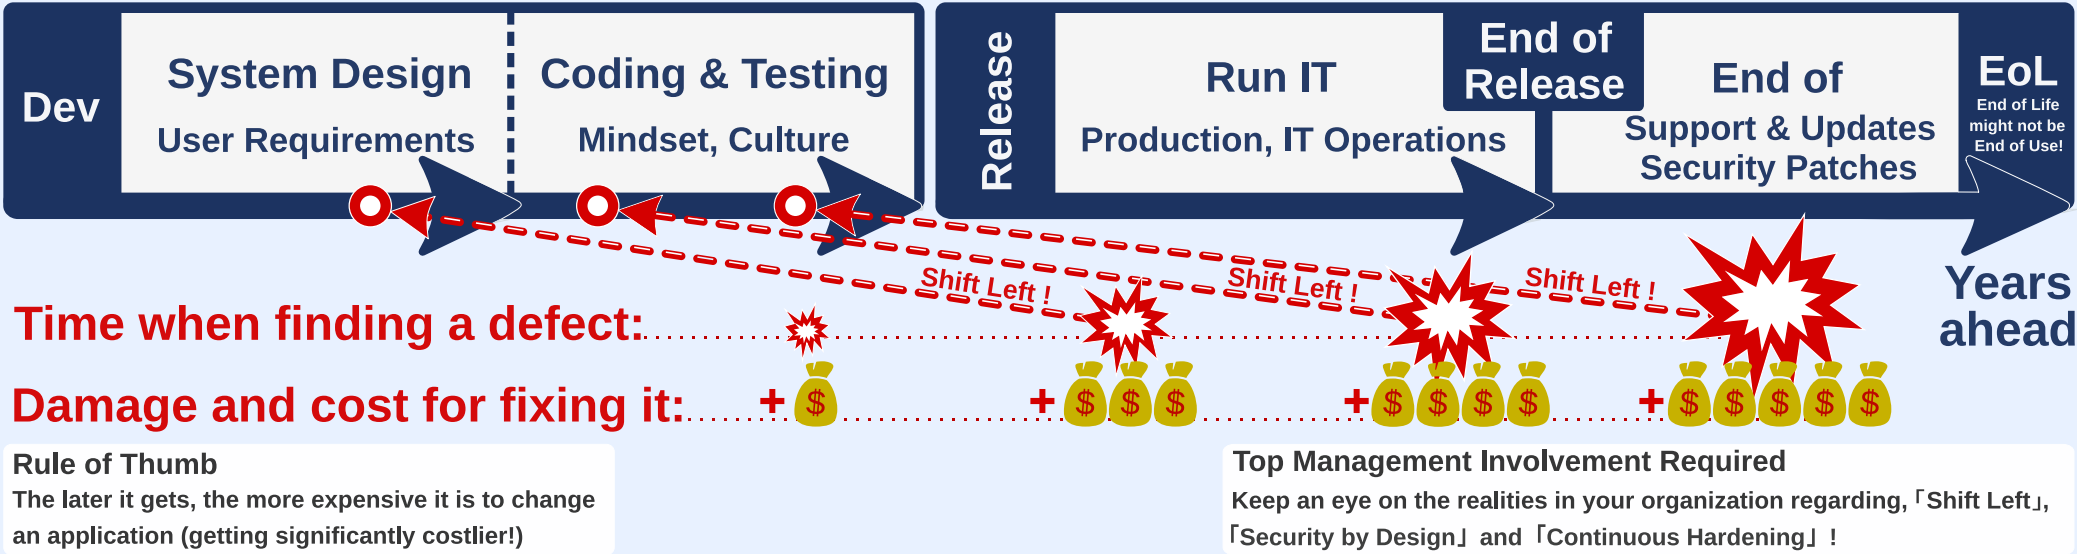 Dev
System Design
User Requirements
Coding & Testing
Mindset, Culture
Release
Run IT
Production, IT Operations
End of
Release
End of
Support & Updates
Security Patches
EoL
End of Life
might not be
End of Use!
Years
ahead
Shift Left !
Shift Left !
Shift Left !
Time when finding a defect:
Damage and cost for fixing it:
+ $
+ $ $ $
+ $ $ $ $
+ $ $ $ $ $
Rule of Thumb
The later it gets, the more expensive it is to change
an application (getting significantly costlier!)
Top Management Involvement Required
Keep an eye on the realities in your organization regarding, 「Shift Left」,
「Security by Design」 and 「Continuous Hardening」 !